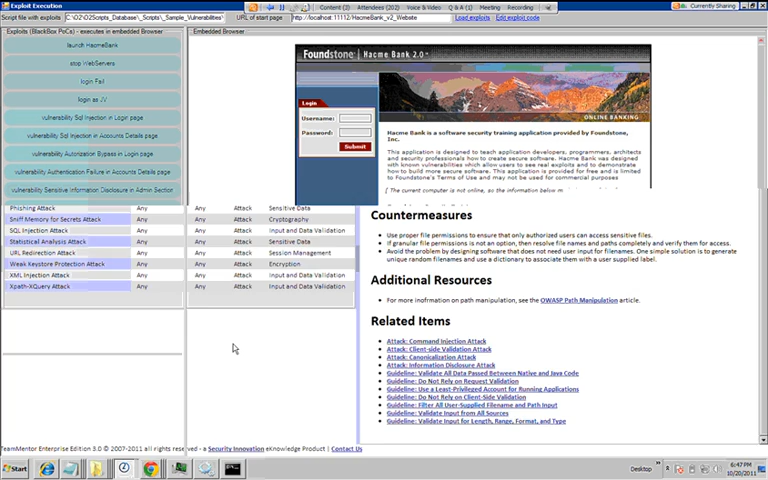 Exploit Execution
Content (3) Attendees (202) Voice & Video Q & A (1) Meeting Recording
Currently Sharing
Script file with exploits C:\O2\O2Scripts_Database\_Scripts\_Sample_Vulnerabilities\
URL of start page http://localhost:11112/HacmeBank_v2_Website
Load exploits Edit exploit code
Exploits (BlackBox PoCs) - executes in embedded Browser
launch HacmeBank
stop WebServers
login Fail
login as JV
vulnerability Sql Injection in Login page
vulnerability Sql Injection in Accounts Details page
vulnerability Autorization Bypass in Login page
vulnerability Authentication Failure in Accounts Details page
vulnerability Sensitive Information Disclosure in Admin Section
Embedded Browser
Foundstone Hacme Bank 2.0™
ONLINE BANKING
Login
Username:
Password:
Submit
Hacme Bank is a software security training application provided by Foundstone,
Inc.
This application is designed to teach application developers, programmers, architects
and security professionals how to create secure software. Hacme Bank was designed
with known vulnerabilities which allow users to see real exploits and to demonstrate
how to build more secure software. This application is provided for free and is limited
to Foundstone's Terms of Use and may not be used for commercial purposes
[ The current computer is not online, so the information below m
Phishing Attack Any Any Attack Sensitive Data
Sniff Memory for Secrets Attack Any Any Attack Cryptography
SQL Injection Attack Any Any Attack Input and Data Validation
Statistical Analysis Attack Any Any Attack Sensitive Data
URL Redirection Attack Any Any Attack Session Management
Weak Keystore Protection Attack Any Any Attack Encryption
XML Injection Attack Any Any Attack Input and Data Validation
Xpath-XQuery Attack Any Any Attack Input and Data Validation
Countermeasures
Use proper file permissions to ensure that only authorized users can access sensitive files.
If granular file permissions is not an option, then resolve file names and paths completely and verify them for access.
Avoid the problem by designing software that does not need user input for filenames. One simple solution is to generate
unique random filenames and use a dictionary to associate them with a user supplied label.
Additional Resources
For more inofrmation on path manipulation, see the OWASP Path Manipulation article.
Related Items
Attack: Command Injection Attack
Attack: Client-side Validation Attack
Attack: Canonicalization Attack
Attack: Information Disclosure Attack
Guideline: Validate All Data Passed Between Native and Java Code
Guideline: Do Not Rely on Request Validation
Guideline: Use a Least-Privileged Account for Running Applications
Guideline: Do Not Rely on Client-Side Validation
Guideline: Filter All User-Supplied Filename and Path Input
Guideline: Validate Input from All Sources
Guideline: Validate Input for Length, Range, Format, and Type
TeamMentor Enterprise Edition 3.0 © 2007-2011 all rights reserved - a Security Innovation eKnowledge Product | Contact Us
Start
Desktop
6:47 PM
10/20/2011